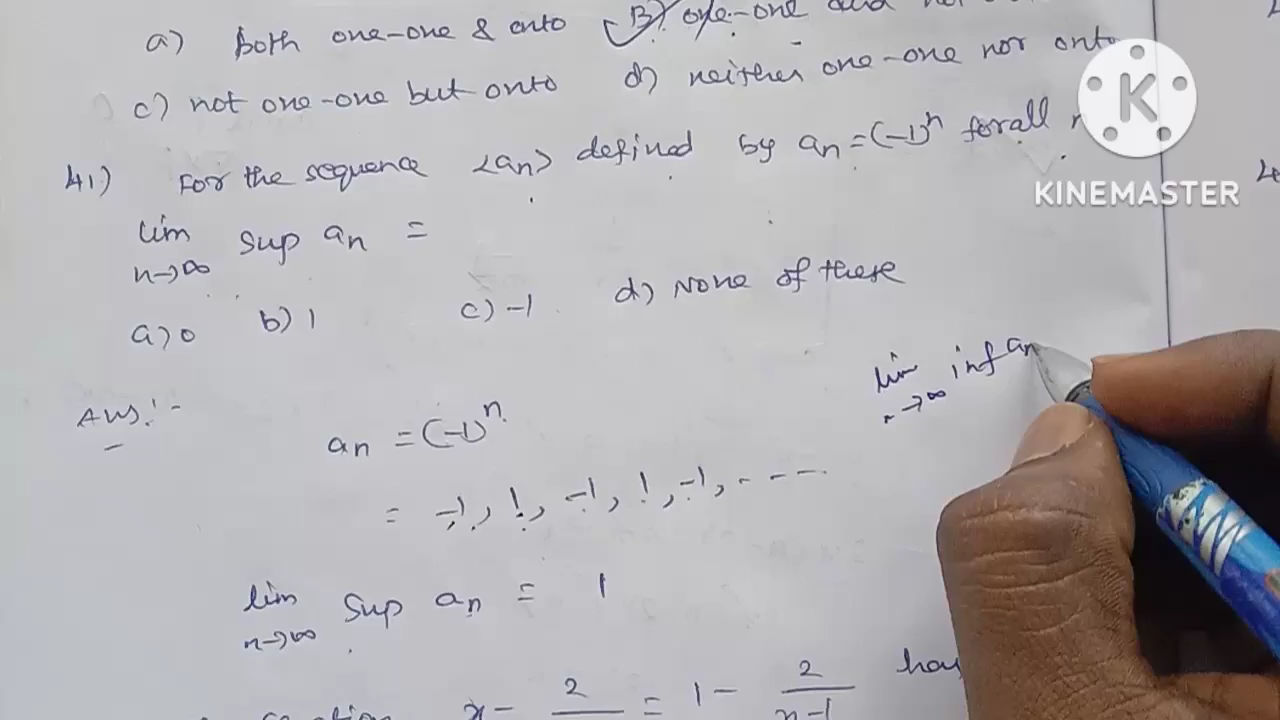 a) Both one-one & onto B) one-one and
c) not one-one but onto d) neither one-one nor onto
41) For the sequence <an> defined by an = (-1)^n for all
lim n→∞ sup an =
a) 0 b) 1 c) -1 d) None of these
Ans:-
an = (-1)^n
= -1, 1, -1, 1, -1, - - - -
lim n→∞ inf an
lim n→∞ sup an = 1
x - 2 = 1 - 2/x-1
K
KINEMASTER